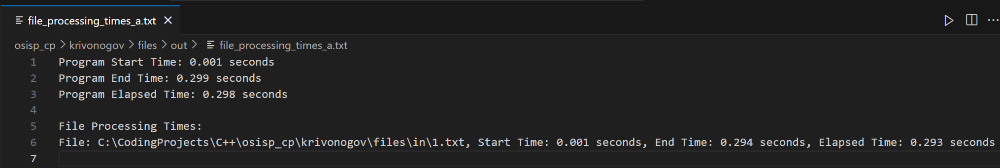 file_processing_times_a.txt
osisp_cp > krivonogov > files > out > file_processing_times_a.txt
1 Program Start Time: 0.001 seconds
2 Program End Time: 0.299 seconds
3 Program Elapsed Time: 0.298 seconds
4
5 File Processing Times:
6 File: C:\CodingProjects\C++\osisp_cp\krivonogov\files\in\1.txt, Start Time: 0.001 seconds, End Time: 0.294 seconds, Elapsed Time: 0.293 seconds
7